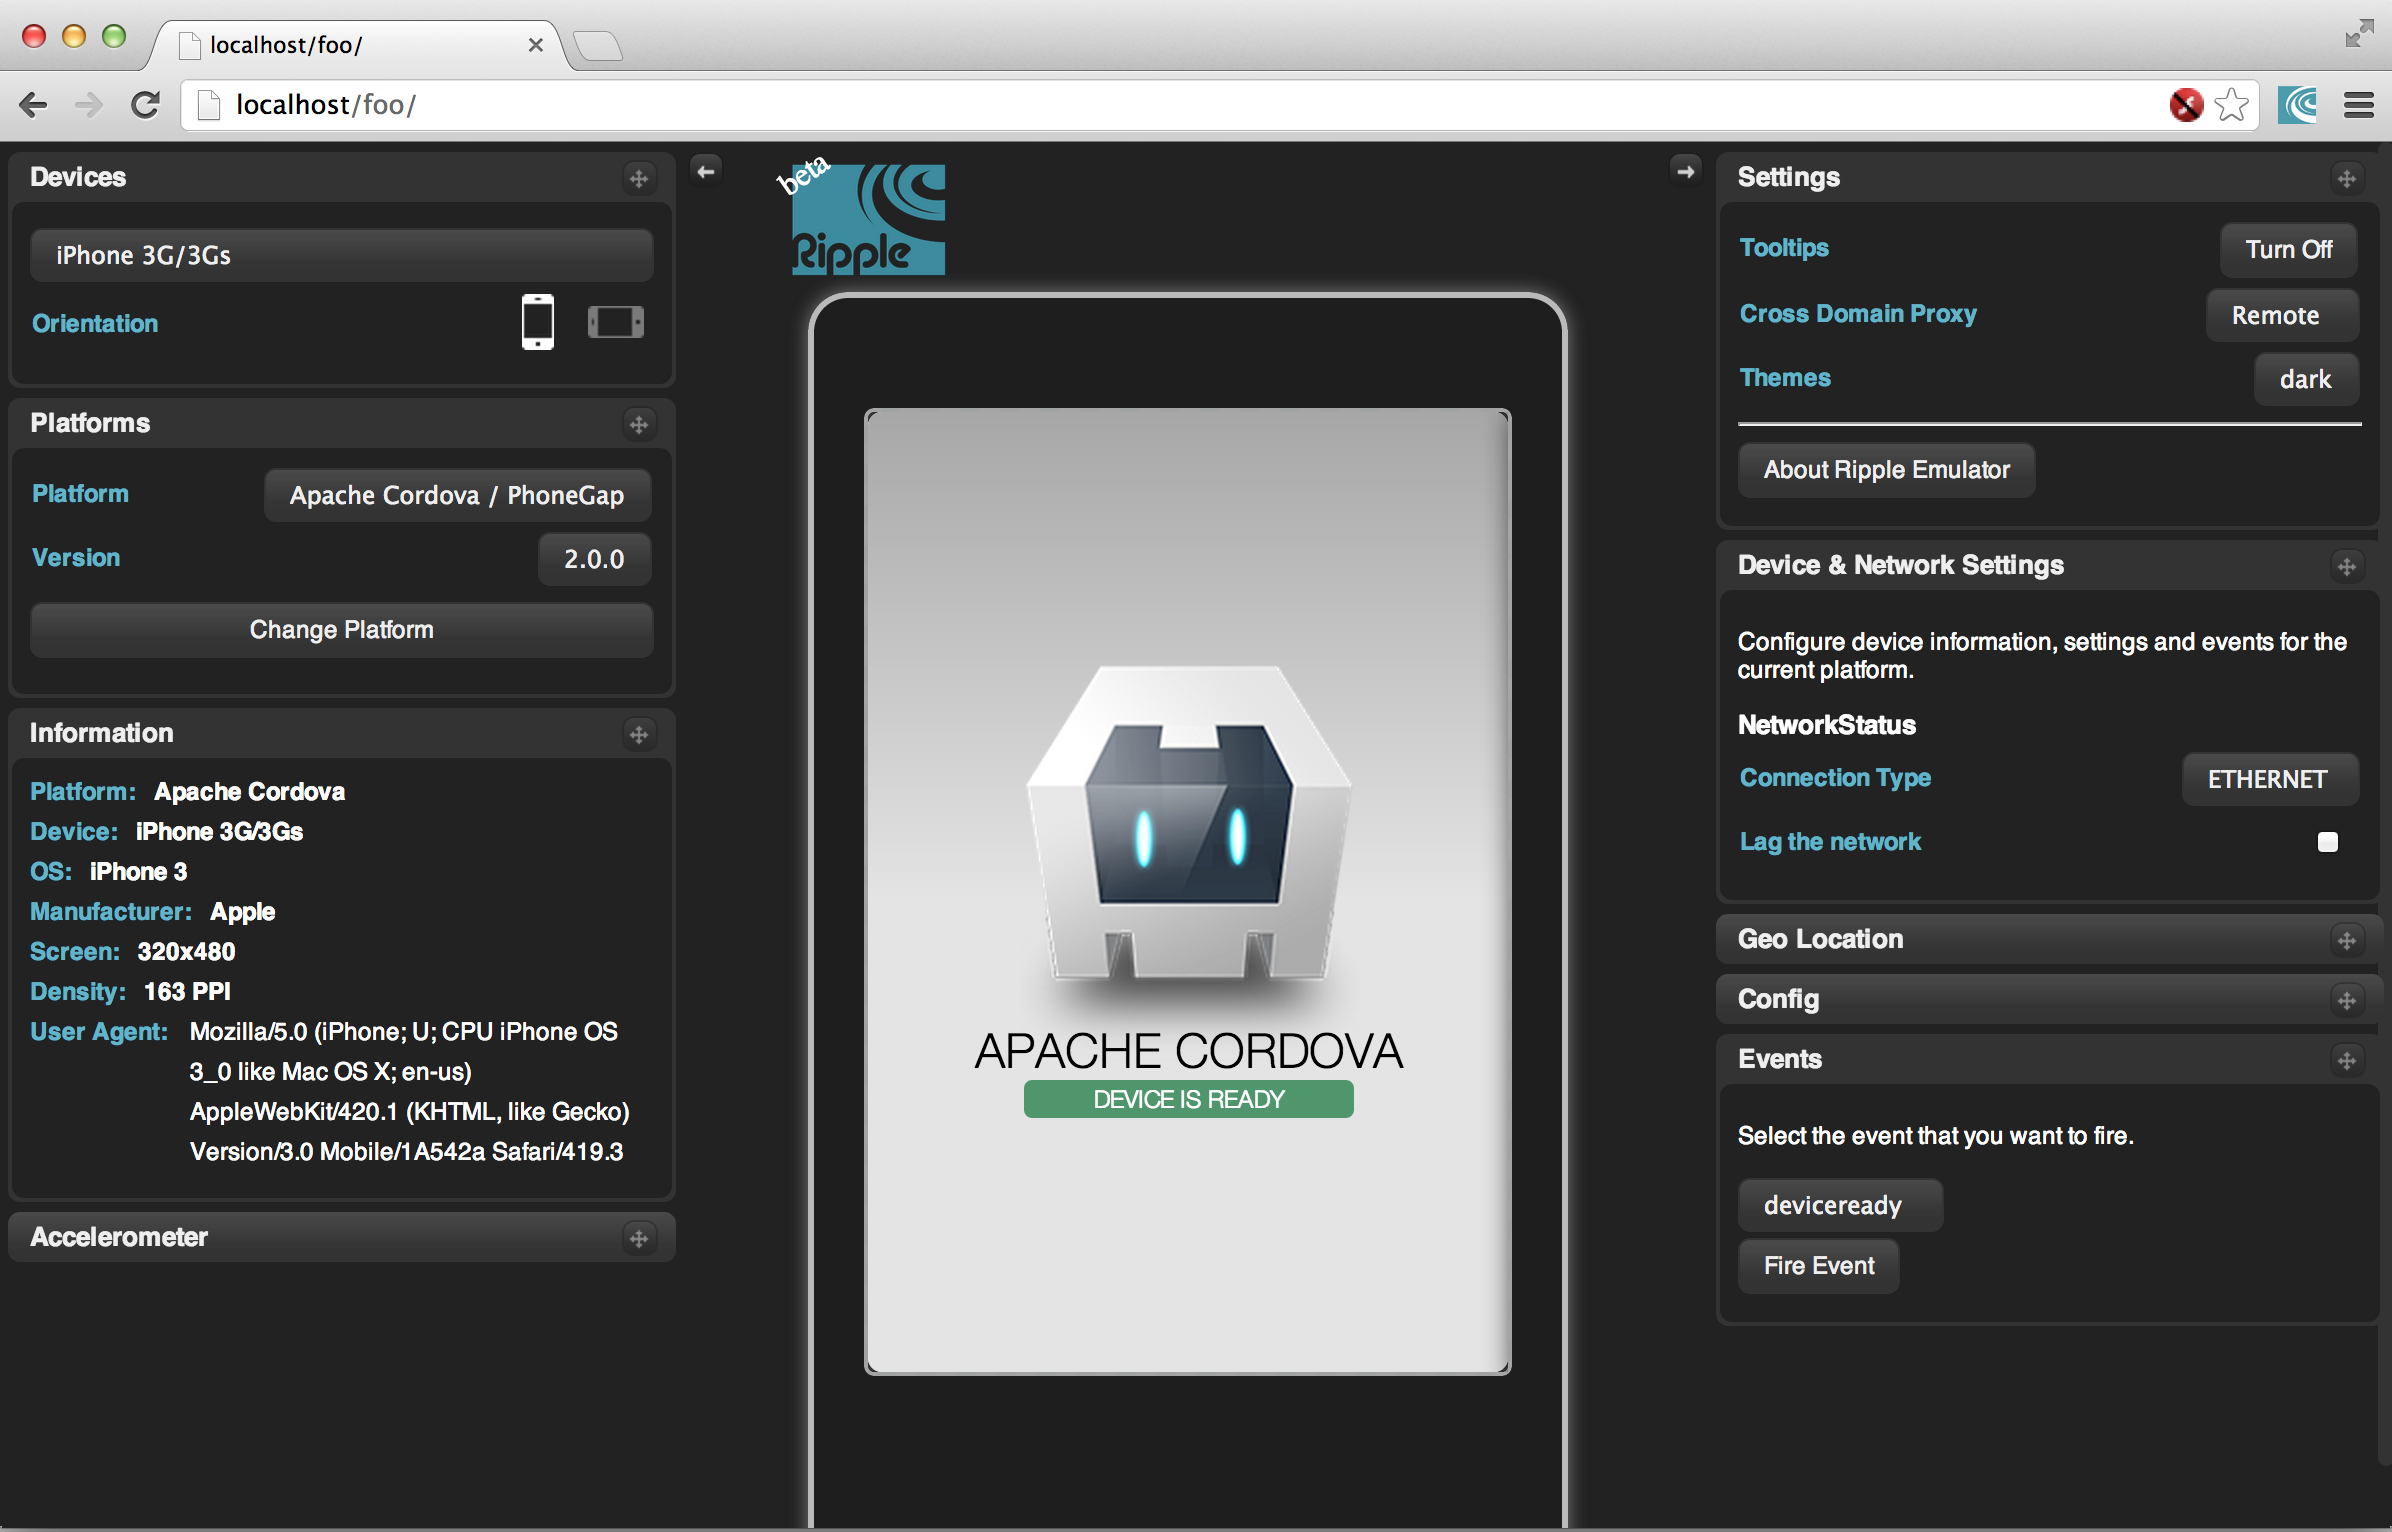 localhost/foo/
localhost/foo/
Devices
iPhone 3G/3Gs
Orientation
Platforms
Platform Apache Cordova / PhoneGap
Version 2.0.0
Change Platform
Information
Platform: Apache Cordova
Device: iPhone 3G/3Gs
OS: iPhone 3
Manufacturer: Apple
Screen: 320x480
Density: 163 PPI
User Agent: Mozilla/5.0 (iPhone; U; CPU iPhone OS
3_0 like Mac OS X; en-us)
AppleWebKit/420.1 (KHTML, like Gecko)
Version/3.0 Mobile/1A542a Safari/419.3
Accelerometer
beta
Ripple
APACHE CORDOVA
DEVICE IS READY
Settings
Tooltips Turn Off
Cross Domain Proxy Remote
Themes dark
About Ripple Emulator
Device & Network Settings
Configure device information, settings and events for the
current platform.
NetworkStatus
Connection Type ETHERNET
Lag the network
Geo Location
Config
Events
Select the event that you want to fire.
deviceready
Fire Event